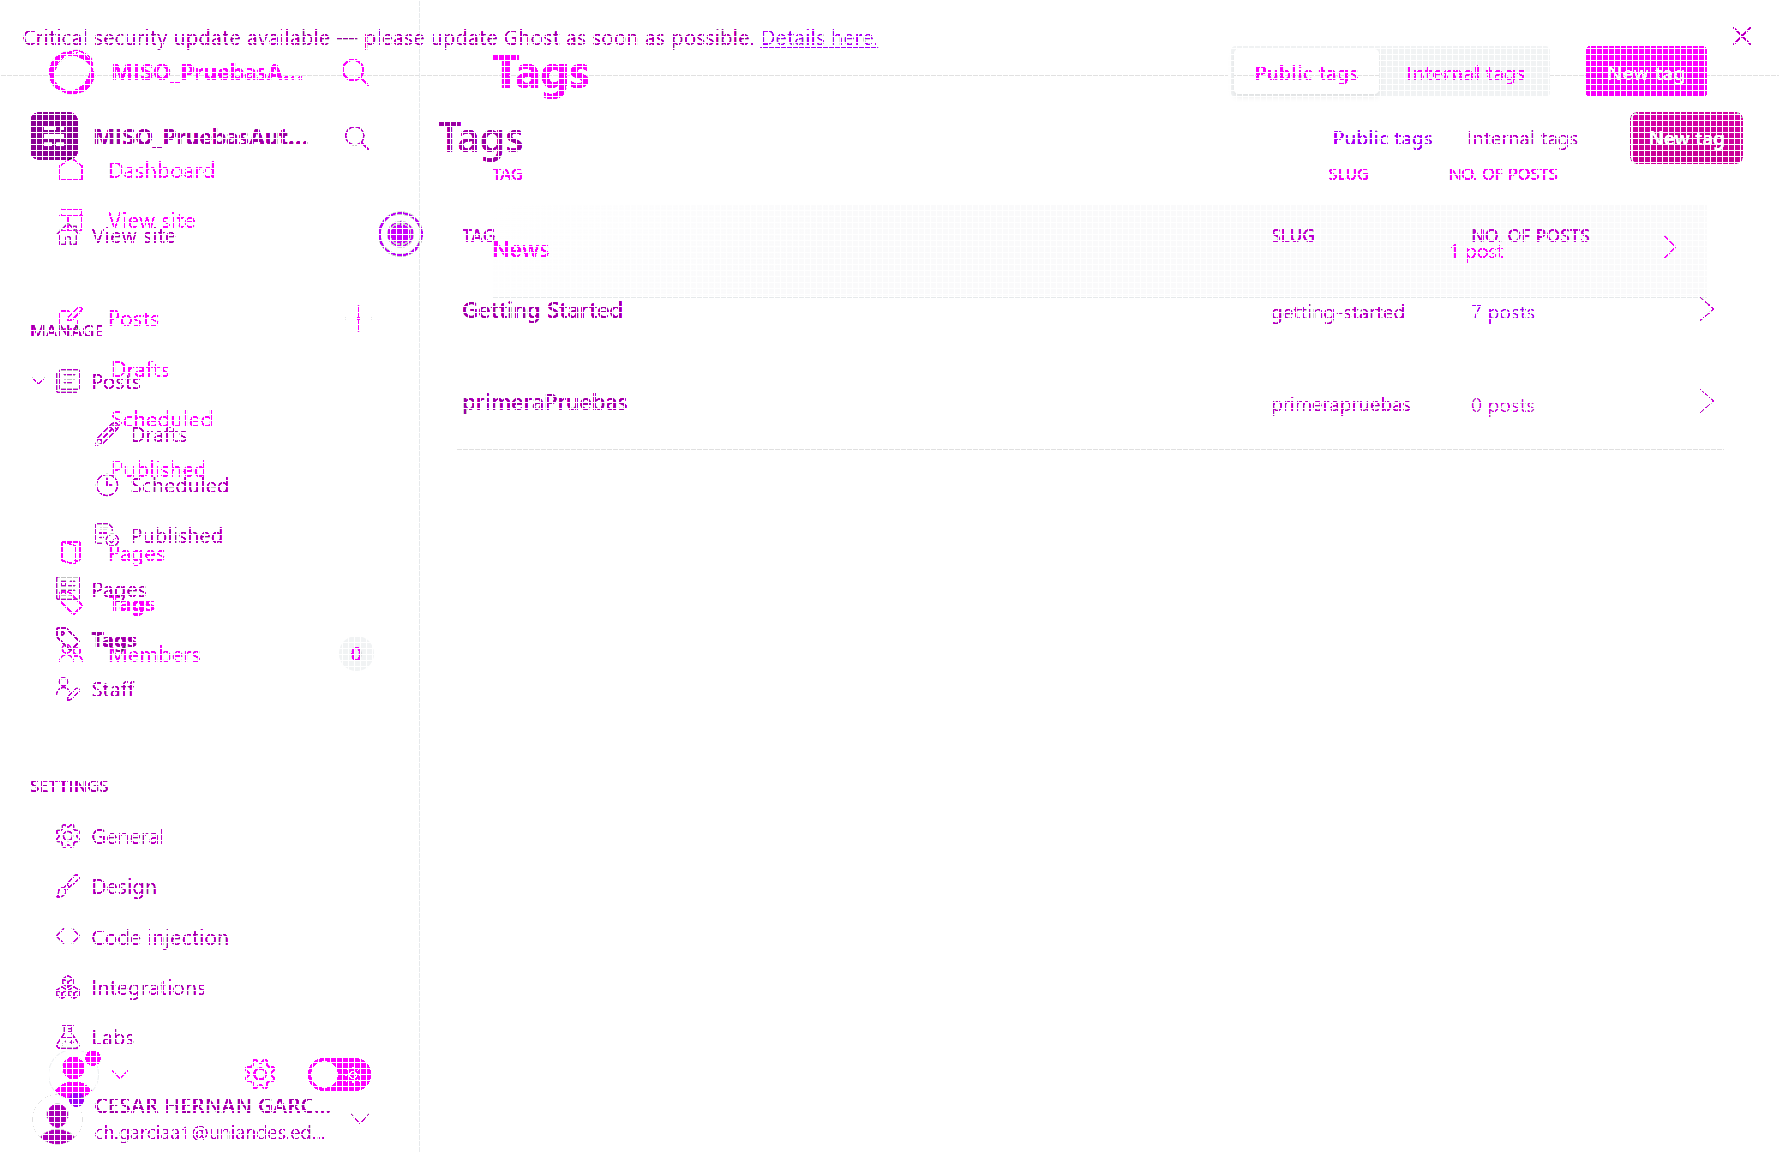 Critical security update available — please update Ghost as soon as possible. Details here.
MISO_PruebasA...
Tags
Public tags
Internal tags
New tag
MISO_PruebasAut...
Tags
Public tags
Internal tags
New tag
Dashboard
TAG
SLUG
NO. OF POSTS
View site
View site
TAG
SLUG
NO. OF POSTS
News
1 post
Posts
Getting Started
getting-started
7 posts
MANAGE
Drafts
Posts
primeraPruebas
primerapruebas
0 posts
Scheduled
Drafts
Published
Scheduled
Published
Pages
Pages
Tags
Tags
Members
0
Staff
SETTINGS
General
Design
Code injection
Integrations
Labs
CESAR HERNAN GARC...
ch.garciaa1@uniandes.ed...